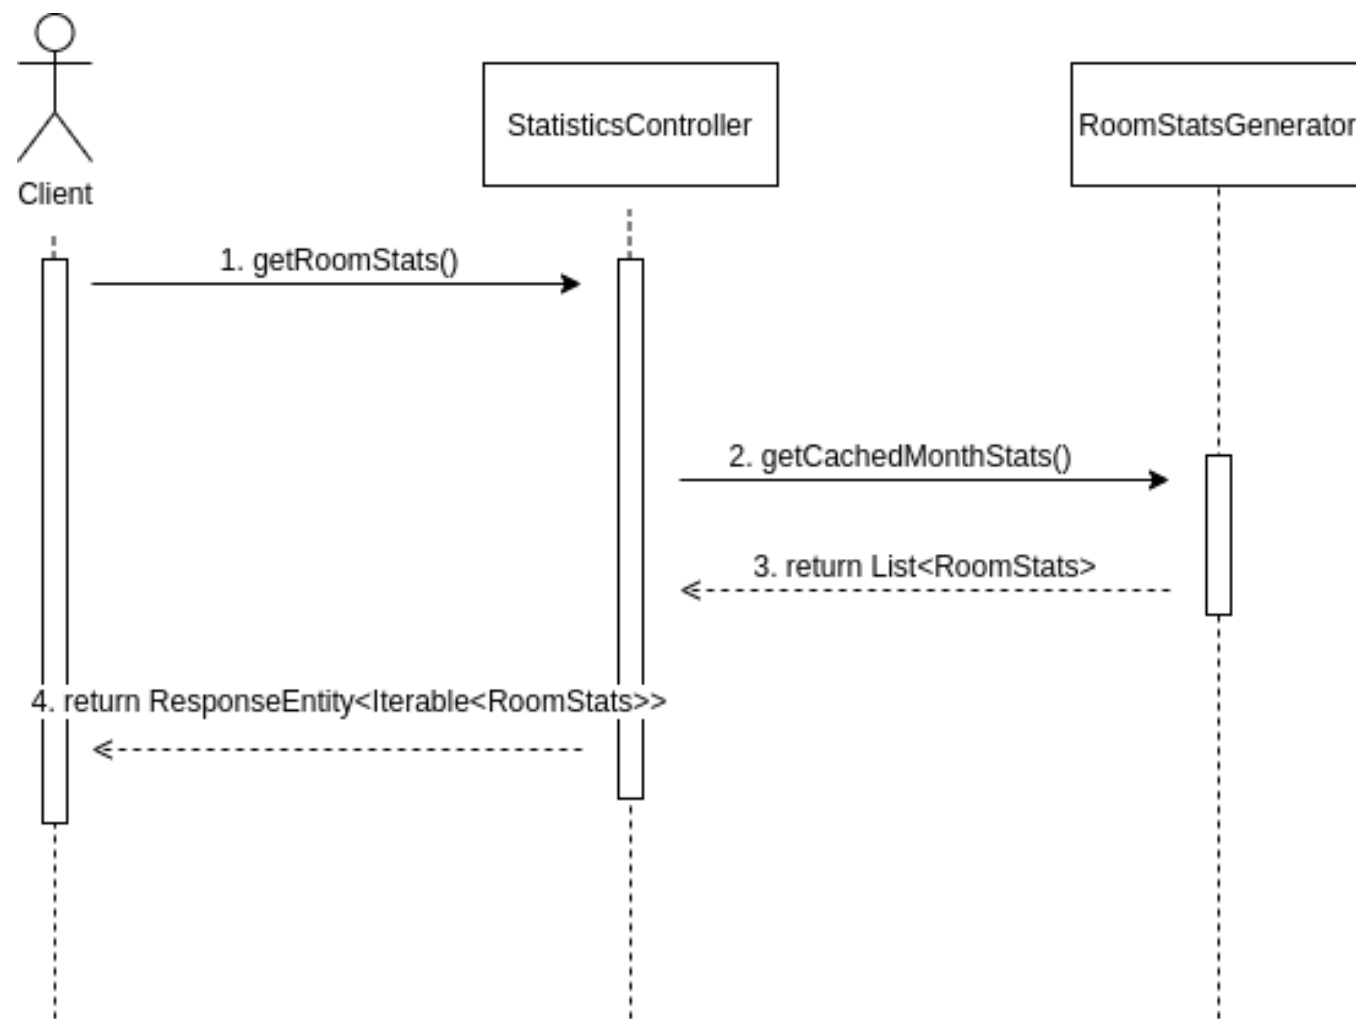 Client
StatisticsController
RoomStatsGenerator
1. getRoomStats()
2. getCachedMonthStats()
3. return List<RoomStats>
4. return ResponseEntity<Iterable<RoomStats>>